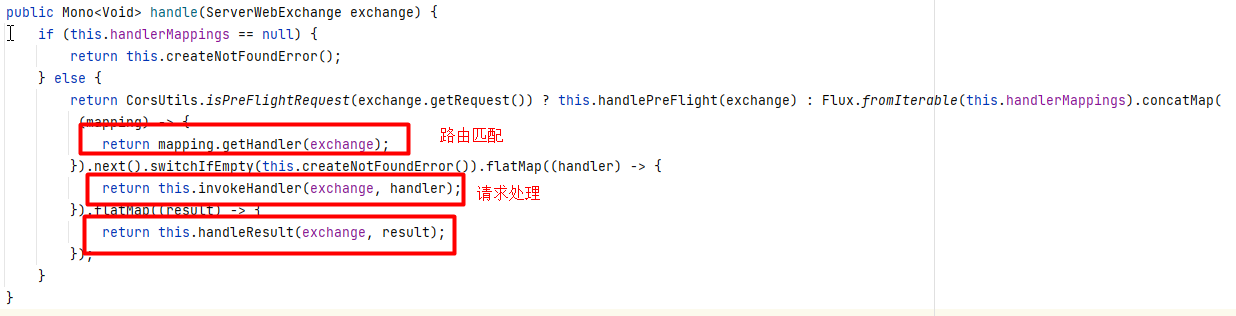 public Mono<Void> handle(ServerWebExchange exchange) {
if (this.handlerMappings == null) {
return this.createNotFoundError();
} else {
return CorsUtils.isPreFlightRequest(exchange.getRequest()) ? this.handlePreFlight(exchange) : Flux.fromIterable(this.handlerMappings).concatMap(
(mapping) -> {
return mapping.getHandler(exchange);
路由匹配
}).next().switchIfEmpty(this.createNotFoundError()).flatMap((handler) -> {
return this.invokeHandler(exchange, handler);
请求处理
}).flatMap((result) -> {
return this.handleResult(exchange, result);
});
}
}